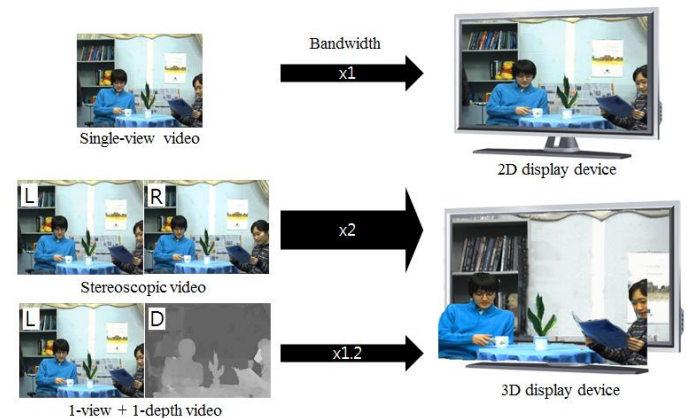 Bandwidth
x1
Single-view video
2D display device
L
R
x2
Stereoscopic video
L
D
x1.2
1-view + 1-depth video
3D display device